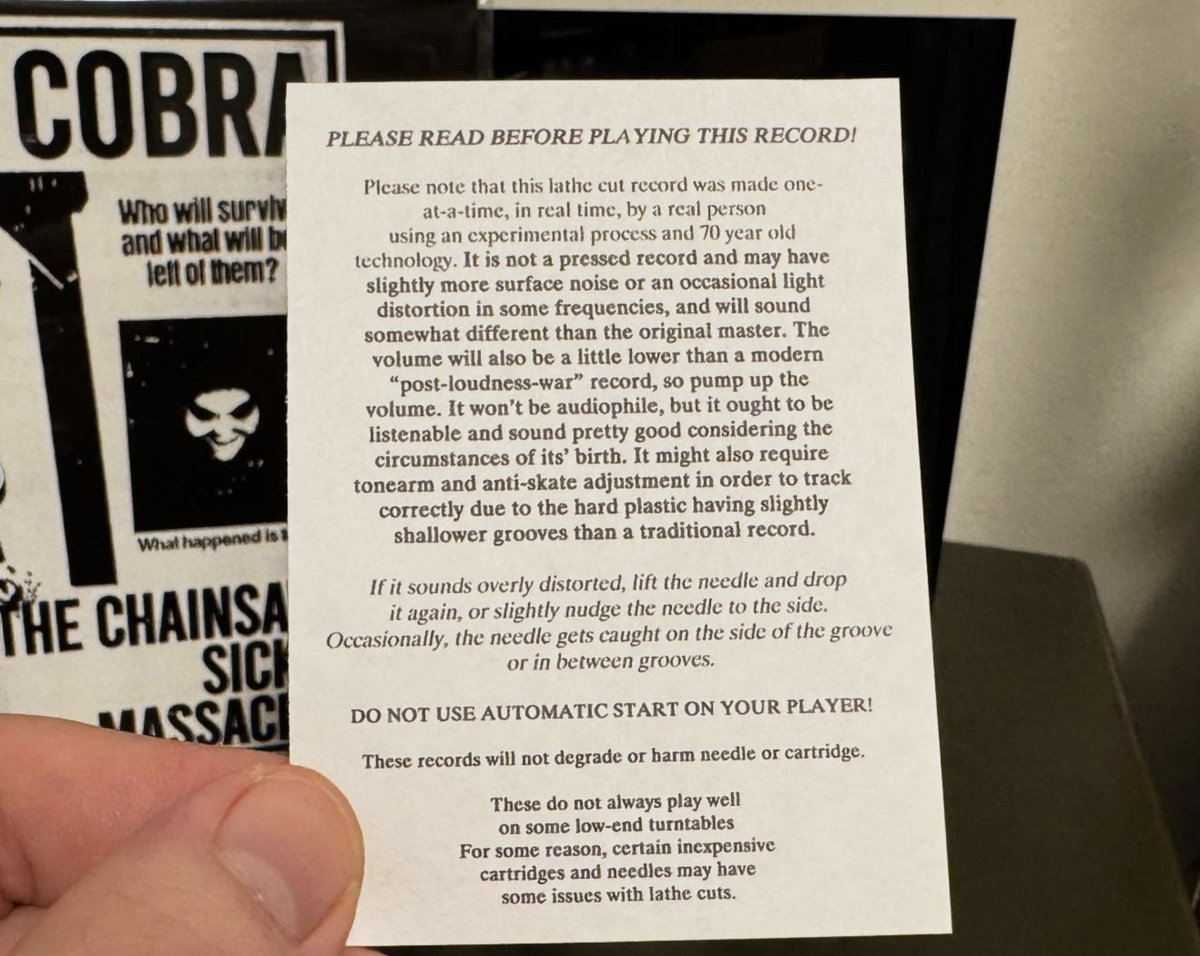 COBRA
Who will surviv
and what will b
left of them?
What happened is
THE CHAINSA
SICK
MASSAC
PLEASE READ BEFORE PLAYING THIS RECORD!
Please note that this lathe cut record was made one-
at-a-time, in real time, by a real person
using an experimental process and 70 year old
technology. It is not a pressed record and may have
slightly more surface noise or an occasional light
distortion in some frequencies, and will sound
somewhat different than the original master. The
volume will also be a little lower than a modern
“post-loudness-war” record, so pump up the
volume. It won’t be audiophile, but it ought to be
listenable and sound pretty good considering the
circumstances of its’ birth. It might also require
tonearm and anti-skate adjustment in order to track
correctly due to the hard plastic having slightly
shallower grooves than a traditional record.
If it sounds overly distorted, lift the needle and drop
it again, or slightly nudge the needle to the side.
Occasionally, the needle gets caught on the side of the groove
or in between grooves.
DO NOT USE AUTOMATIC START ON YOUR PLAYER!
These records will not degrade or harm needle or cartridge.
These do not always play well
on some low-end turntables
For some reason, certain inexpensive
cartridges and needles may have
some issues with lathe cuts.